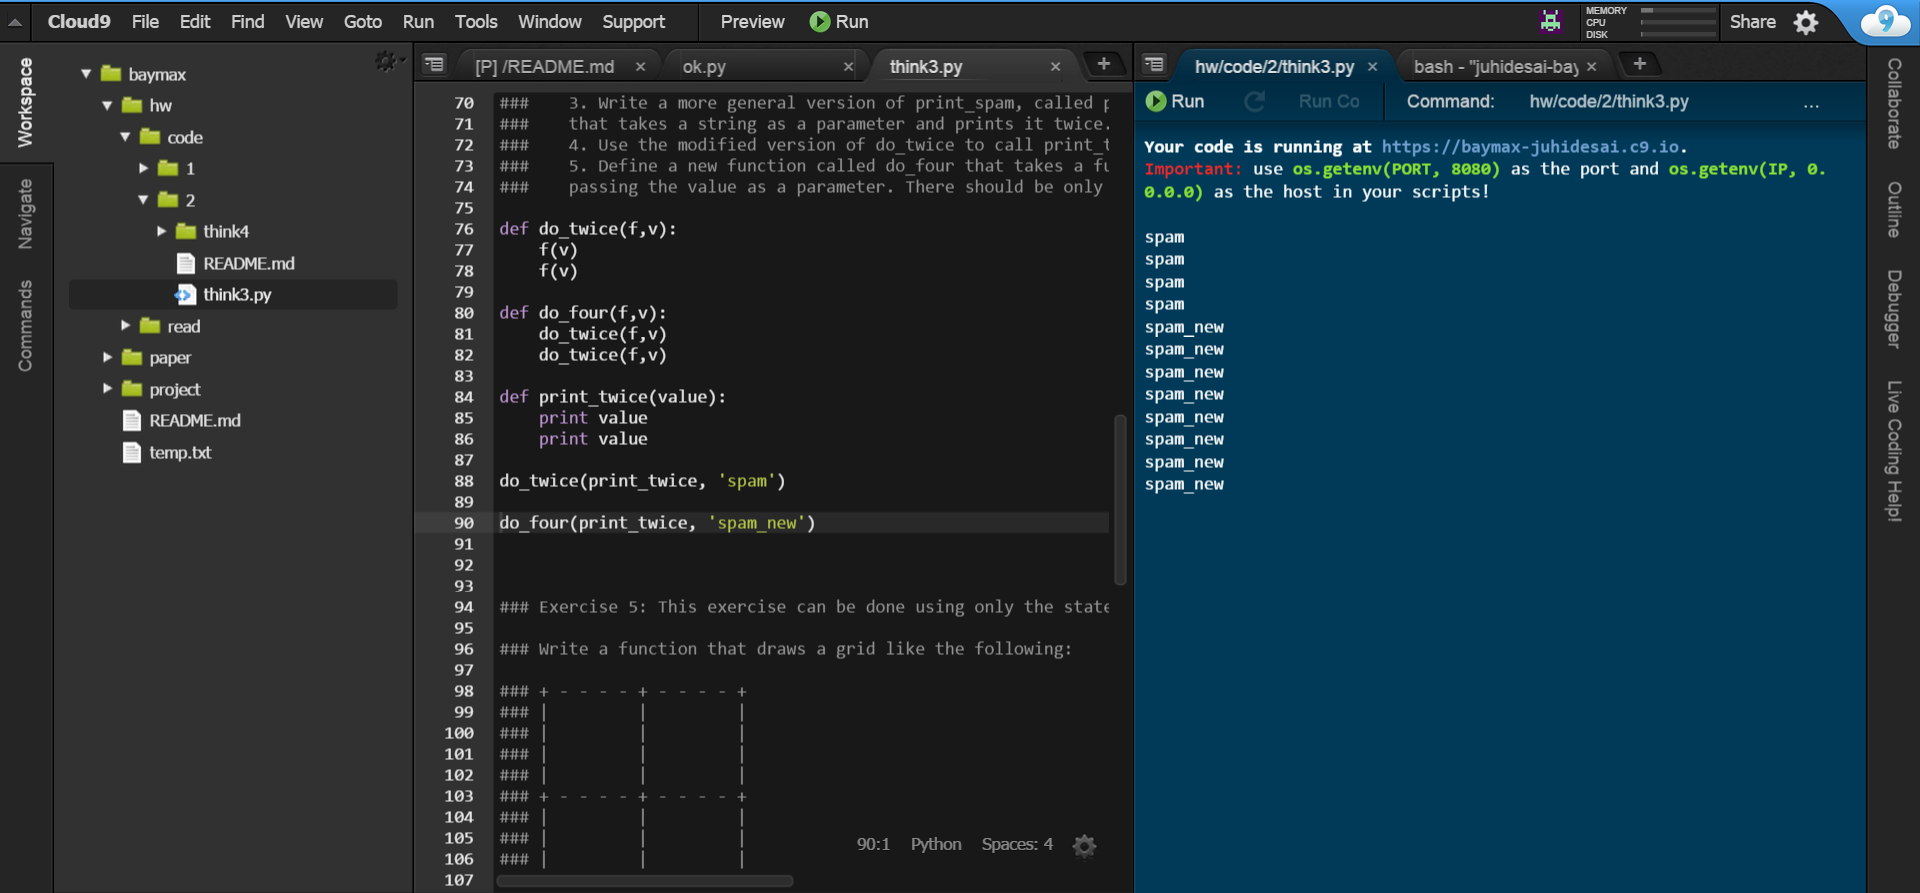 Cloud9 File Edit Find View Goto Run Tools Window Support Preview Run MEMORY CPU DISK Share 9
Workspace
Navigate
Commands
baymax
hw
code
1
2
think4
README.md
think3.py
read
paper
project
README.md
temp.txt
[P] /README.md × ok.py × think3.py × +
70 ###    3. Write a more general version of print_spam, called p
71 ###    that takes a string as a parameter and prints it twice.
72 ###    4. Use the modified version of do_twice to call print_t
73 ###    5. Define a new function called do_four that takes a fu
74 ###    passing the value as a parameter. There should be only
75
76 def do_twice(f,v):
77     f(v)
78     f(v)
79
80 def do_four(f,v):
81     do_twice(f,v)
82     do_twice(f,v)
83
84 def print_twice(value):
85     print value
86     print value
87
88 do_twice(print_twice, 'spam')
89
90 do_four(print_twice, 'spam_new')
91
92
93
94 ### Exercise 5: This exercise can be done using only the state
95
96 ### Write a function that draws a grid like the following:
97
98 ### + - - - - + - - - - +
99 ### |         |         |
100 ### |         |         |
101 ### |         |         |
102 ### |         |         |
103 ### + - - - - + - - - - +
104 ### |         |         |
105 ### |         |         |
106 ### |         |         |
107
90:1 Python Spaces: 4
hw/code/2/think3.py × bash - "juhidesai-bay × +
Run Run Co Command: hw/code/2/think3.py ...
Your code is running at https://baymax-juhidesai.c9.io.
Important: use os.getenv(PORT, 8080) as the port and os.getenv(IP, 0.
0.0.0) as the host in your scripts!
spam
spam
spam
spam
spam_new
spam_new
spam_new
spam_new
spam_new
spam_new
spam_new
spam_new
Collaborate
Outline
Debugger
Live Coding Help!